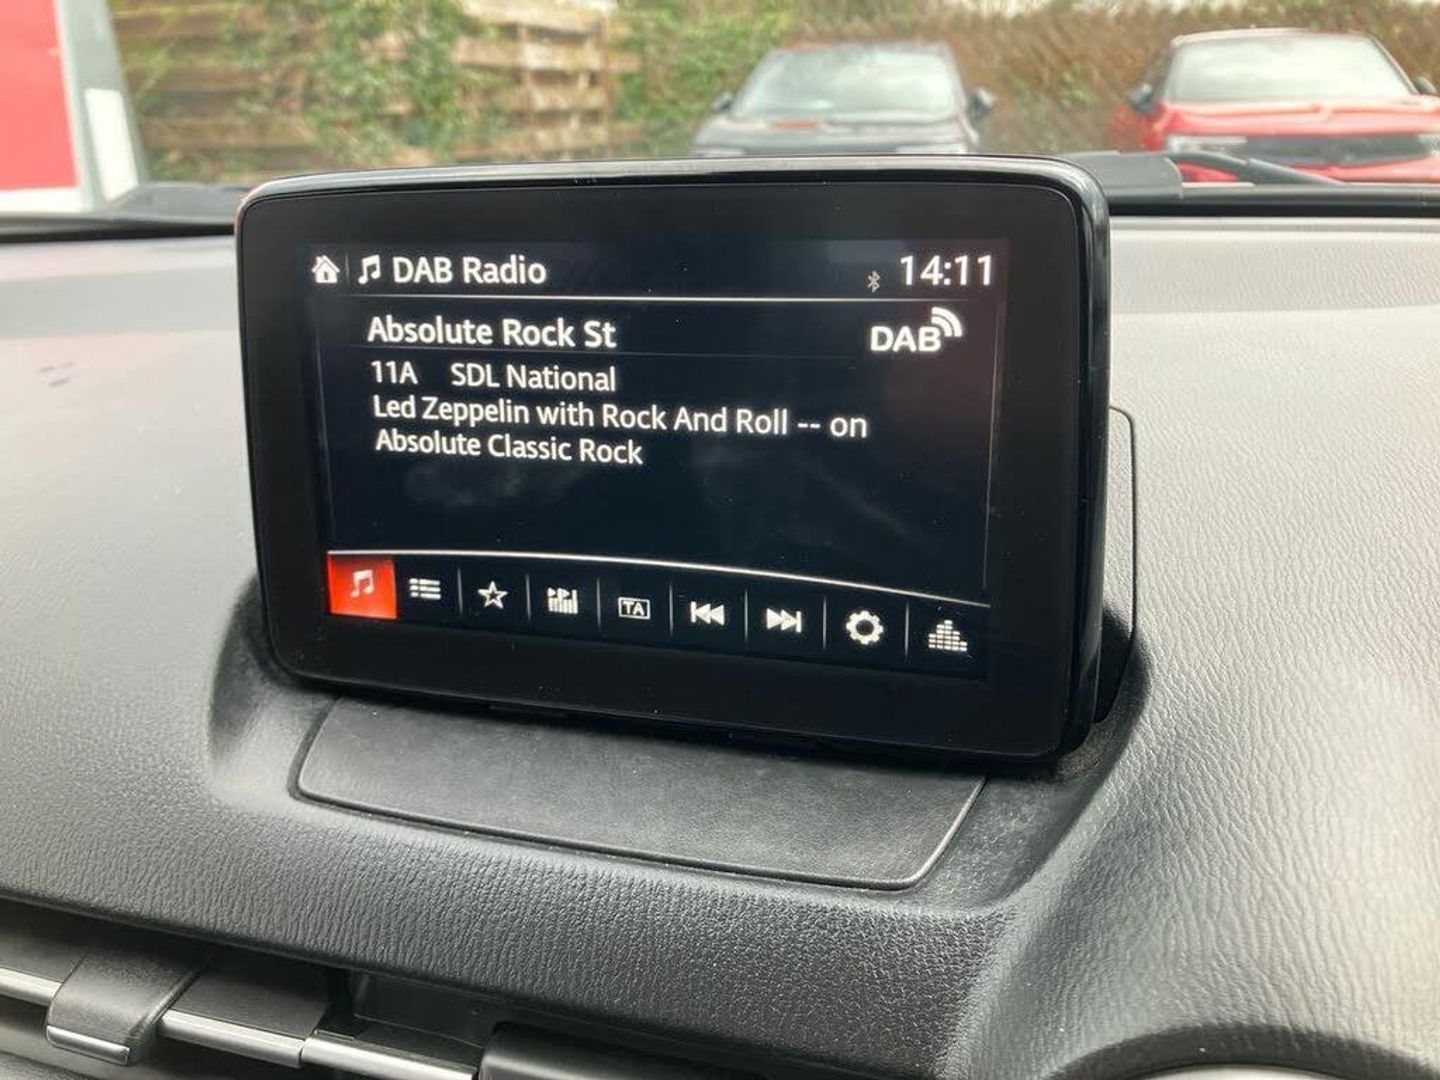 DAB Radio 14:11
Absolute Rock St DAB
11A SDL National
Led Zeppelin with Rock And Roll -- on
Absolute Classic Rock
TA